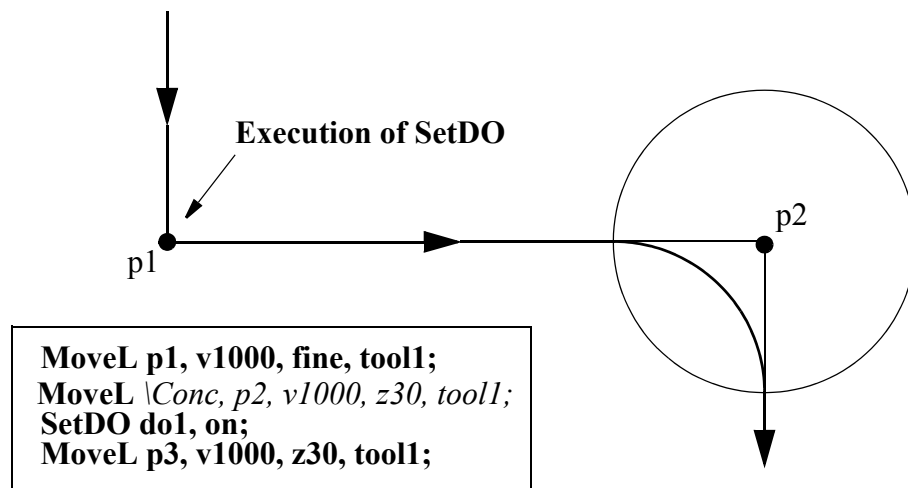 Execution of SetDO
p2
p1
MoveL p1, v1000, fine, tool1;
MoveL \Conc, p2, v1000, z30, tool1;
SetDO do1, on;
MoveL p3, v1000, z30, tool1;